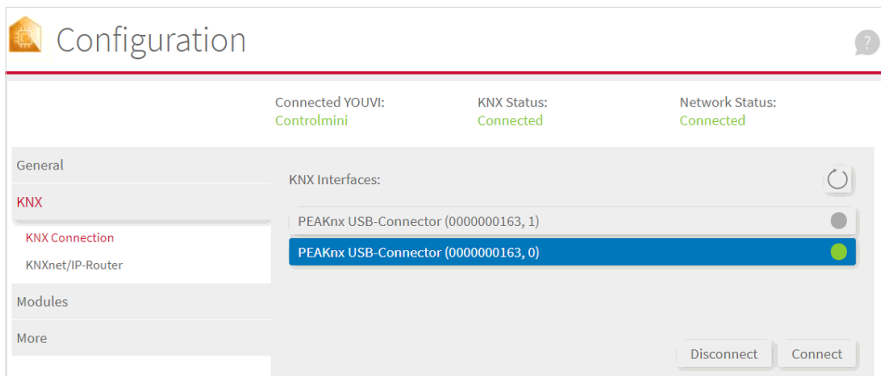 Configuration
?
Connected YOUVI:
Controlmini
KNX Status:
Connected
Network Status:
Connected
General
KNX
KNX Connection
KNXnet/IP-Router
Modules
More
KNX Interfaces:
PEAKnx USB-Connector (0000000163, 1)
PEAKnx USB-Connector (0000000163, 0)
Disconnect
Connect